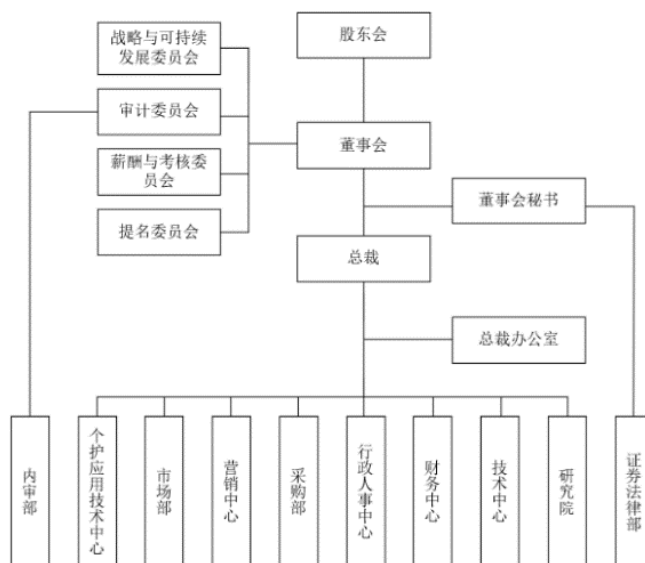 战略与可持续
发展委员会
股东会
审计委员会
董事会
薪酬与考核委
员会
董事会秘书
提名委员会
总裁
总裁办公室
内审部
个护应用技术中心
市场部
营销中心
采购部
行政人事中心
财务中心
技术中心
研究院
证券法律部